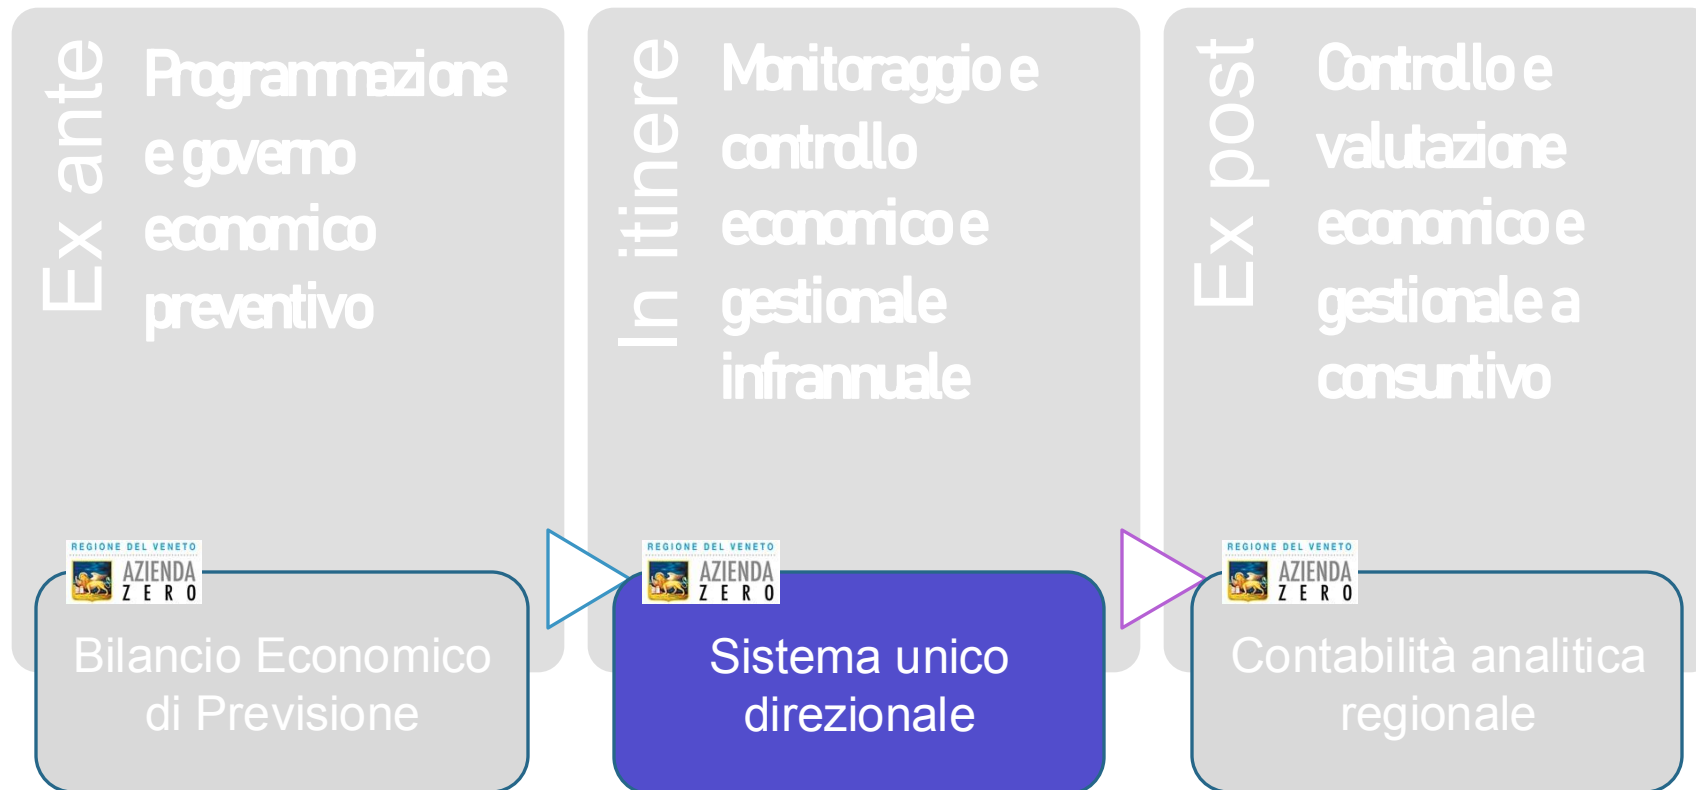 Ex ante
Programmazione
e governo
economico
preventivo
REGIONE DEL VENETO
AZIENDA
ZERO
Bilancio Economico
di Previsione
In itinere
Monitoraggio e
controllo
economico e
gestionale
infrannuale
REGIONE DEL VENETO
AZIENDA
ZERO
Sistema unico
direzionale
Ex post
Controllo e
valutazione
economico e
gestionale a
consuntivo
REGIONE DEL VENETO
AZIENDA
ZERO
Contabilità analitica
regionale